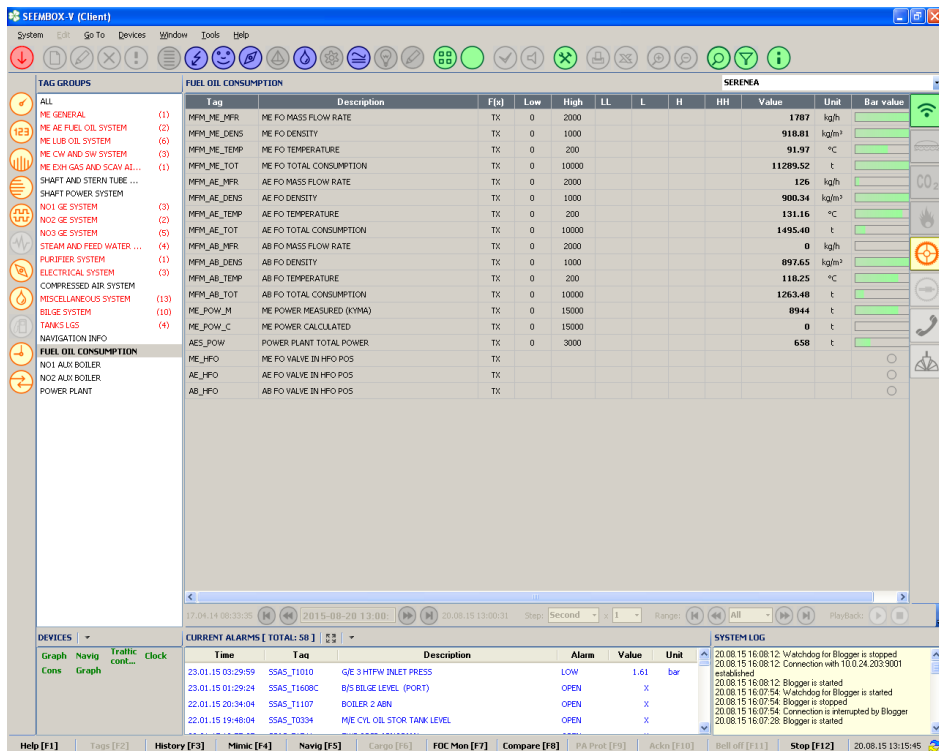 SEEMBOX-V (Client)
System Edit Go To Devices Window Tools Help
TAG GROUPS
ALL
ME GENERAL (1)
ME AE FUEL OIL SYSTEM (2)
ME LUB OIL SYSTEM (6)
ME CW AND SW SYSTEM (3)
ME EXH GAS AND SCAV AI... (1)
SHAFT AND STERN TUBE ...
SHAFT POWER SYSTEM
NO1 GE SYSTEM (3)
NO2 GE SYSTEM (2)
NO3 GE SYSTEM (5)
STEAM AND FEED WATER ... (4)
PURIFIER SYSTEM (1)
ELECTRICAL SYSTEM (3)
COMPRESSED AIR SYSTEM
MISCELLANEOUS SYSTEM (13)
BILGE SYSTEM (10)
TANKS LGS (4)
NAVIGATION INFO
FUEL OIL CONSUMPTION
NO1 AUX BOILER
NO2 AUX BOILER
POWER PLANT
123
FUEL OIL CONSUMPTION SERENEA
Tag Description F(x) Low High LL L H HH Value Unit Bar value
MFM_ME_MFR ME FO MASS FLOW RATE TX 0 2000 1787 kg/h
MFM_ME_DENS ME FO DENSITY TX 0 1000 918.81 kg/m³
MFM_ME_TEMP ME FO TEMPERATURE TX 0 200 91.97 °C
MFM_ME_TOT ME FO TOTAL CONSUMPTION TX 0 10000 11289.52 t
MFM_AE_MFR AE FO MASS FLOW RATE TX 0 2000 126 kg/h
MFM_AE_DENS AE FO DENSITY TX 0 1000 900.34 kg/m³
MFM_AE_TEMP AE FO TEMPERATURE TX 0 200 131.16 °C
MFM_AE_TOT AE FO TOTAL CONSUMPTION TX 0 10000 1495.40 t
MFM_AB_MFR AB FO MASS FLOW RATE TX 0 2000 0 kg/h
MFM_AB_DENS AB FO DENSITY TX 0 1000 897.65 kg/m³
MFM_AB_TEMP AB FO TEMPERATURE TX 0 200 118.25 °C
MFM_AB_TOT AB FO TOTAL CONSUMPTION TX 0 10000 1263.48 t
ME_POW_M ME POWER MEASURED (KYMA) TX 0 15000 8944 t
ME_POW_C ME POWER CALCULATED TX 0 15000 0 t
AES_POW POWER PLANT TOTAL POWER TX 0 3000 658 t
ME_HFO ME FO VALVE IN HFO POS TX
AE_HFO AE FO VALVE IN HFO POS TX
AB_HFO AB FO VALVE IN HFO POS TX
CO2
17.04.14 08:33:35 2015-08-20 13:00: 20.08.15 13:00:31 Step: Second x 1 Range: All PlayBack:
DEVICES
Graph Navig Traffic cont... Clock
Cons Graph
CURRENT ALARMS [ TOTAL: 58 ]
Time Tag Description Alarm Value Unit
23.01.15 03:29:59 SSAS_T1010 G/E 3 HTFW INLET PRESS LOW 1.61 bar
23.01.15 01:29:24 SSAS_T1608C B/S BILGE LEVEL (PORT) OPEN X
22.01.15 20:34:04 SSAS_T1107 BOILER 2 ABN OPEN X
22.01.15 19:48:04 SSAS_T0334 M/E CYL OIL STOR TANK LEVEL OPEN X
SYSTEM LOG
20.08.15 16:08:12: Watchdog for Blogger is stopped
20.08.15 16:08:12: Connection with 10.0.24.203:9001
established
20.08.15 16:08:12: Blogger is started
20.08.15 16:07:54: Watchdog for Blogger is started
20.08.15 16:07:54: Blogger is stopped
20.08.15 16:07:54: Connection is interrupted by Blogger
20.08.15 16:07:28: Blogger is started
Help [F1] Tags [F2] History [F3] Mimic [F4] Navig [F5] Cargo [F6] FOC Mon [F7] Compare [F8] PA Prot [F9] Ackn [F10] Bell off [F11] Stop [F12] 20.08.15 13:15:45